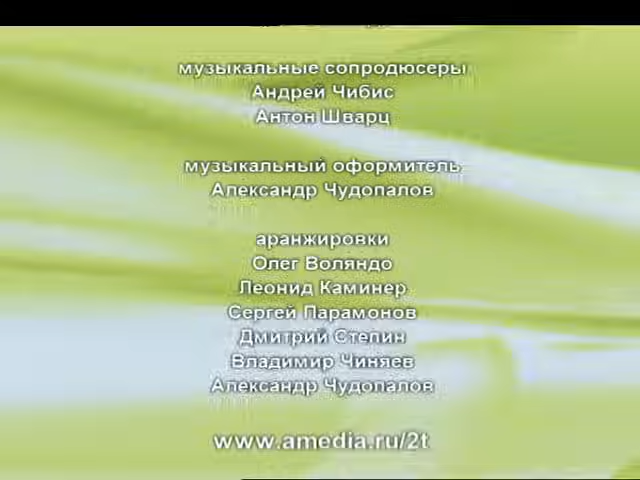 музыкальные сопродюсеры
Андрей Чибис
Антон Шварц
музыкальный оформитель
Александр Чудопалов
аранжировки
Олег Воляндо
Леонид Каминер
Сергей Парамонов
Дмитрий Степин
Владимир Чиняев
Александр Чудопалов
www.amedia.ru/2t